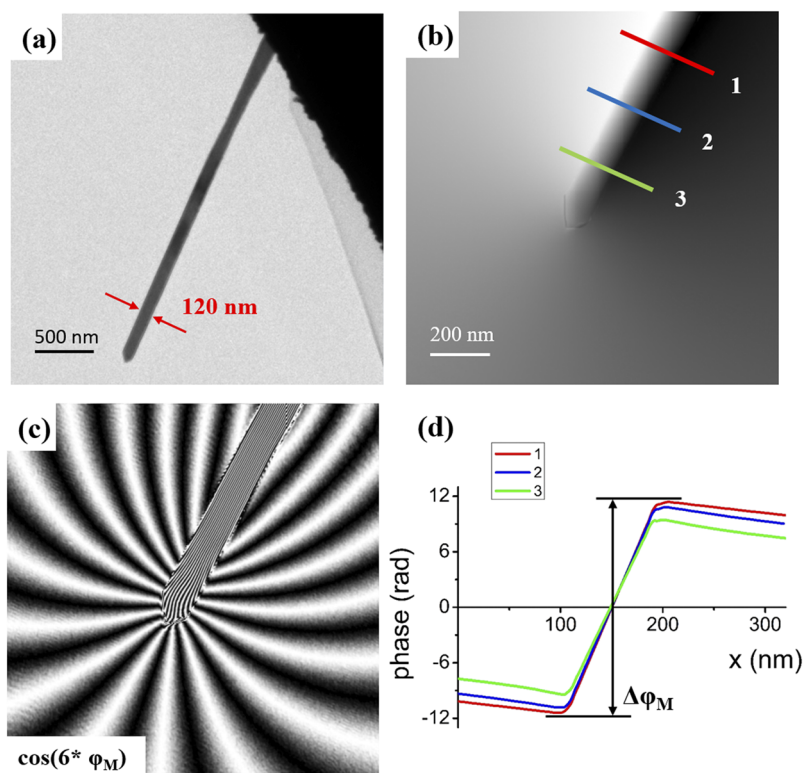 (a)
120 nm
500 nm
(b)
1
2
3
200 nm
(c)
cos(6* φM)
(d)
1
2
3
12
6
0
-6
-12
phase (rad)
100
200
300
x (nm)
ΔφM